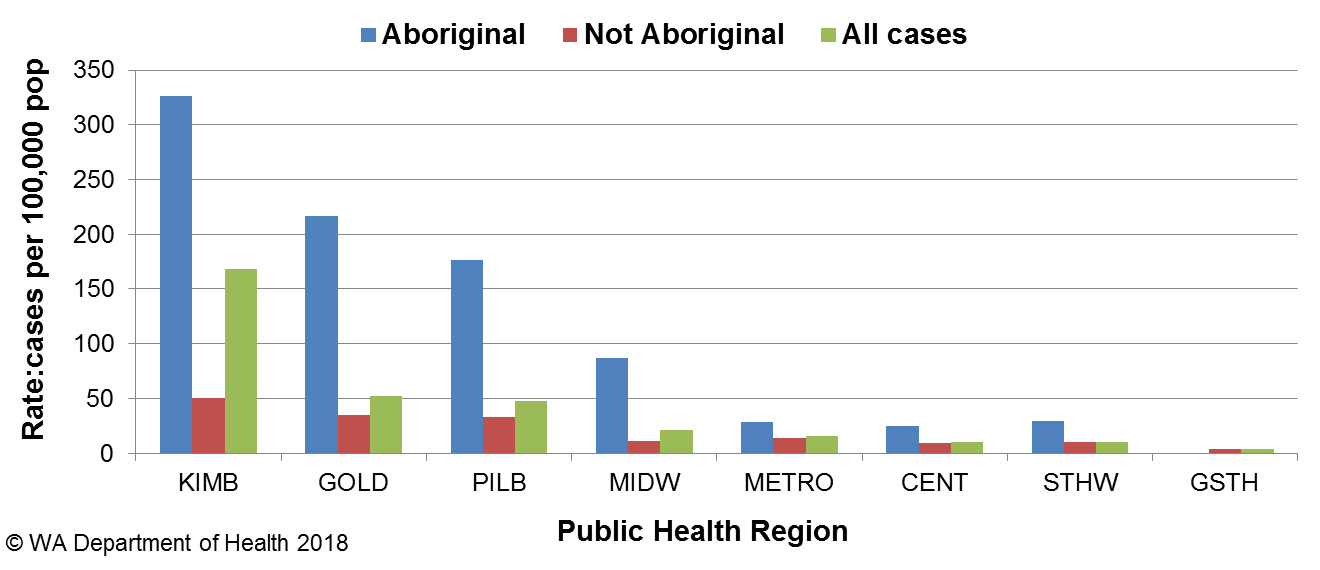 Aboriginal Not Aboriginal All cases
Rate:cases per 100,000 pop
350
300
250
200
150
100
50
0
KIMB GOLD PILB MIDW METRO CENT STHW GSTH
Public Health Region
© WA Department of Health 2018